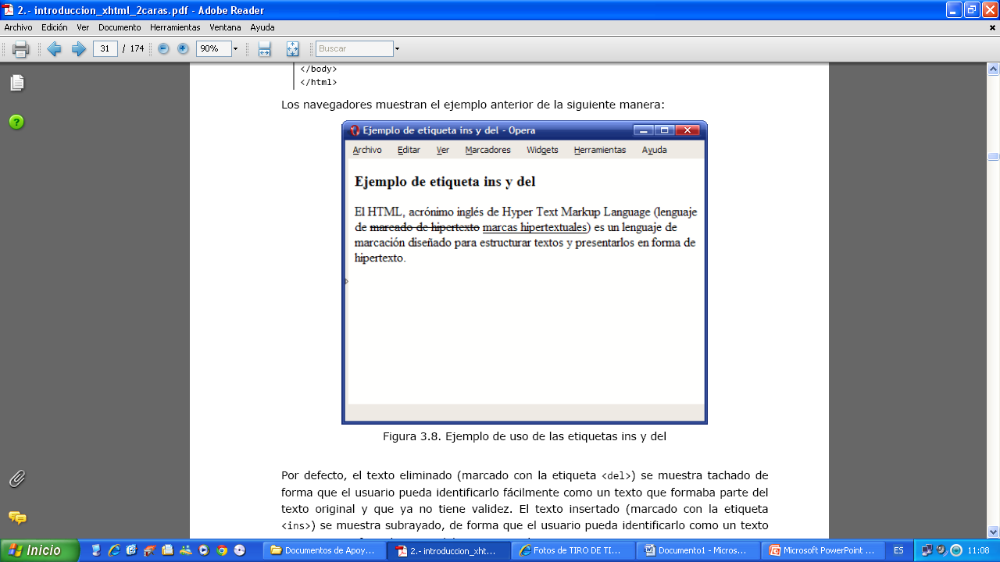 2.- introduccion_xhtml_2caras.pdf - Adobe Reader
Archivo Edición Ver Documento Herramientas Ventana Ayuda
31 / 174 90% Buscar
</body>
</html>
Los navegadores muestran el ejemplo anterior de la siguiente manera:
Ejemplo de etiqueta ins y del - Opera
Archivo Editar Ver Marcadores Widgets Herramientas Ayuda
Ejemplo de etiqueta ins y del
El HTML, acrónimo inglés de Hyper Text Markup Language (lenguaje
de marcado de hipertexto marcas hipertextuales) es un lenguaje de
marcación diseñado para estructurar textos y presentarlos en forma de
hipertexto.
Figura 3.8. Ejemplo de uso de las etiquetas ins y del
Por defecto, el texto eliminado (marcado con la etiqueta <del>) se muestra tachado de
forma que el usuario pueda identificarlo fácilmente como un texto que formaba parte del
texto original y que ya no tiene validez. El texto insertado (marcado con la etiqueta
<ins>) se muestra subrayado, de forma que el usuario pueda identificarlo como un texto
Inicio Documentos de Apoy... 2.- introduccion_xht... Fotos de TIRO DE TI... Documento1 - Micros... Microsoft PowerPoint ... ES 11:08